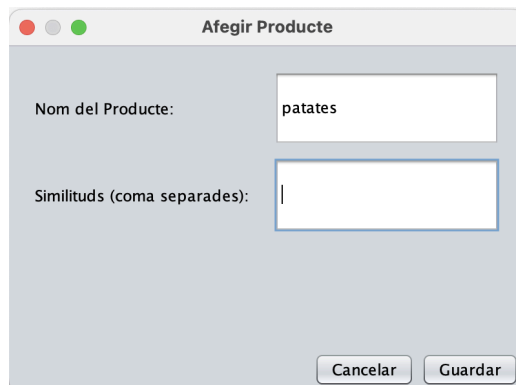 Afegir Producte
Nom del Producte: patates
Similituds (coma separades):
Cancelar Guardar